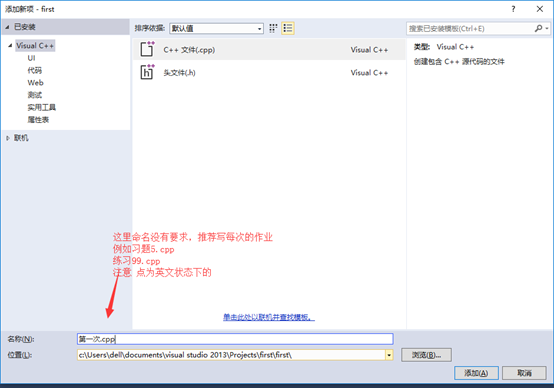 添加新项 - first
? ×
▲ 已安装
排序依据: 默认值
搜索已安装模板(Ctrl+E)
▲ Visual C++
UI
代码
Web
测试
实用工具
属性表
▷ 联机
C++ 文件(.cpp) Visual C++
头文件(.h) Visual C++
类型: Visual C++
创建包含 C++ 源代码的文件
这里命名没有要求，推荐写每次的作业
例如习题5.cpp
练习99.cpp
注意 点为英文状态下的
单击此处以联机并查找模板。
名称(N): 第一次.cpp
位置(L): c:\Users\dell\documents\visual studio 2013\Projects\first\first\
浏览(B)...
添加(A) 取消